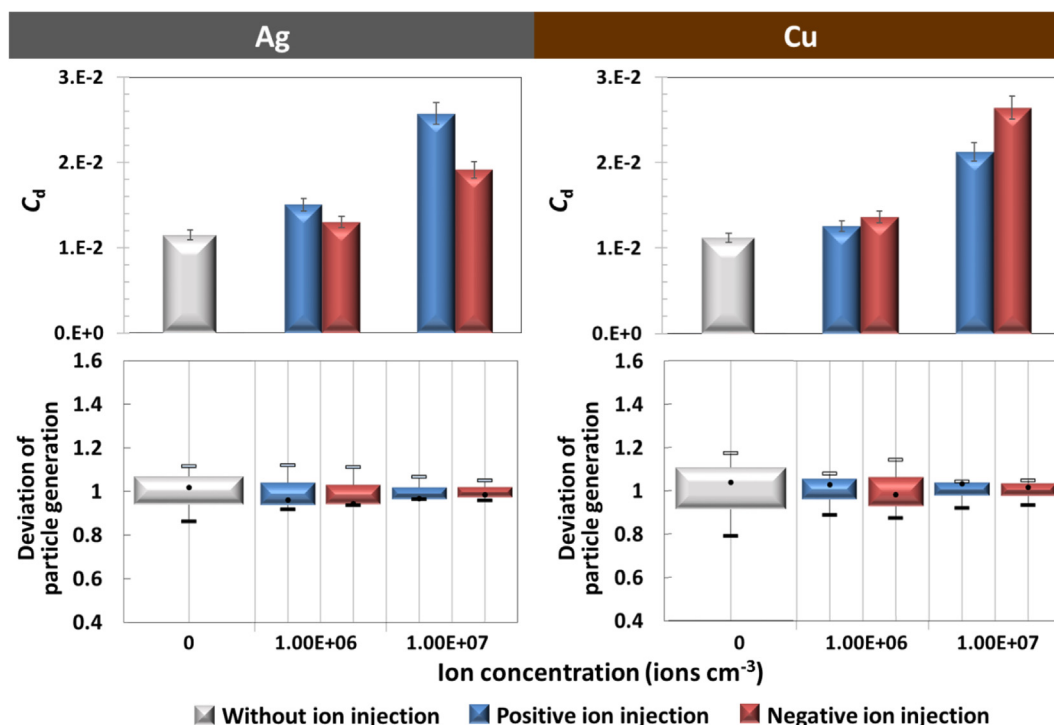 Ag
Cu
3.E-2
2.E-2
1.E-2
0.E+0
Cd
3.E-2
2.E-2
1.E-2
0.E+0
Cd
1.6
1.4
1.2
1
0.8
0.6
0.4
Deviation of
particle generation
0 1.00E+06 1.00E+07
1.6
1.4
1.2
1
0.8
0.6
0.4
Deviation of
particle generation
0 1.00E+06 1.00E+07
Ion concentration (ions cm⁻³)
Without ion injection Positive ion injection Negative ion injection